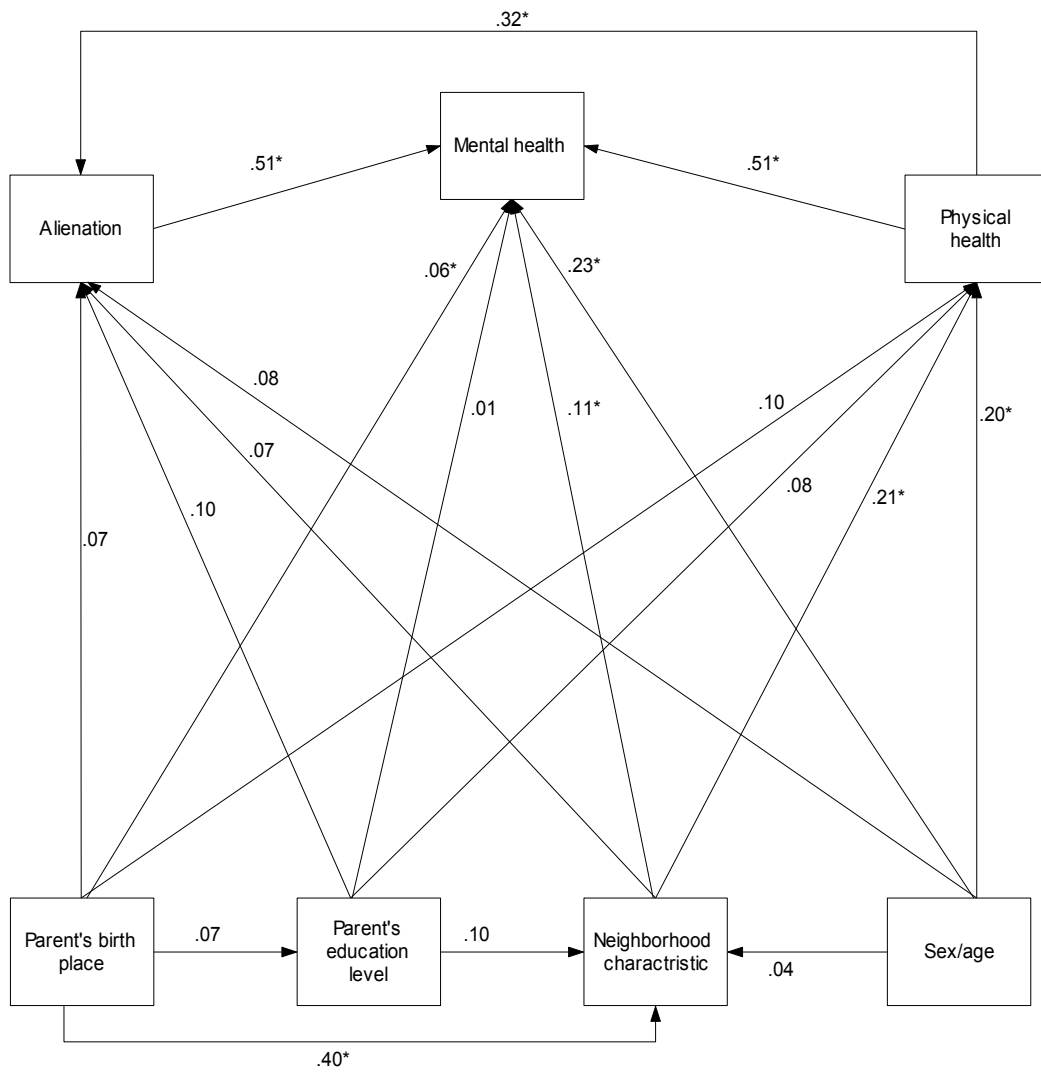 .32*
Mental health
.51*
.51*
Alienation
Physical
health
.06*
.23*
.08
.10
.01
.11*
.20*
.07
.08
.21*
.10
.07
Parent's birth
place
.07
Parent's
education
level
.10
Neighborhood
charactristic
.04
Sex/age
.40*